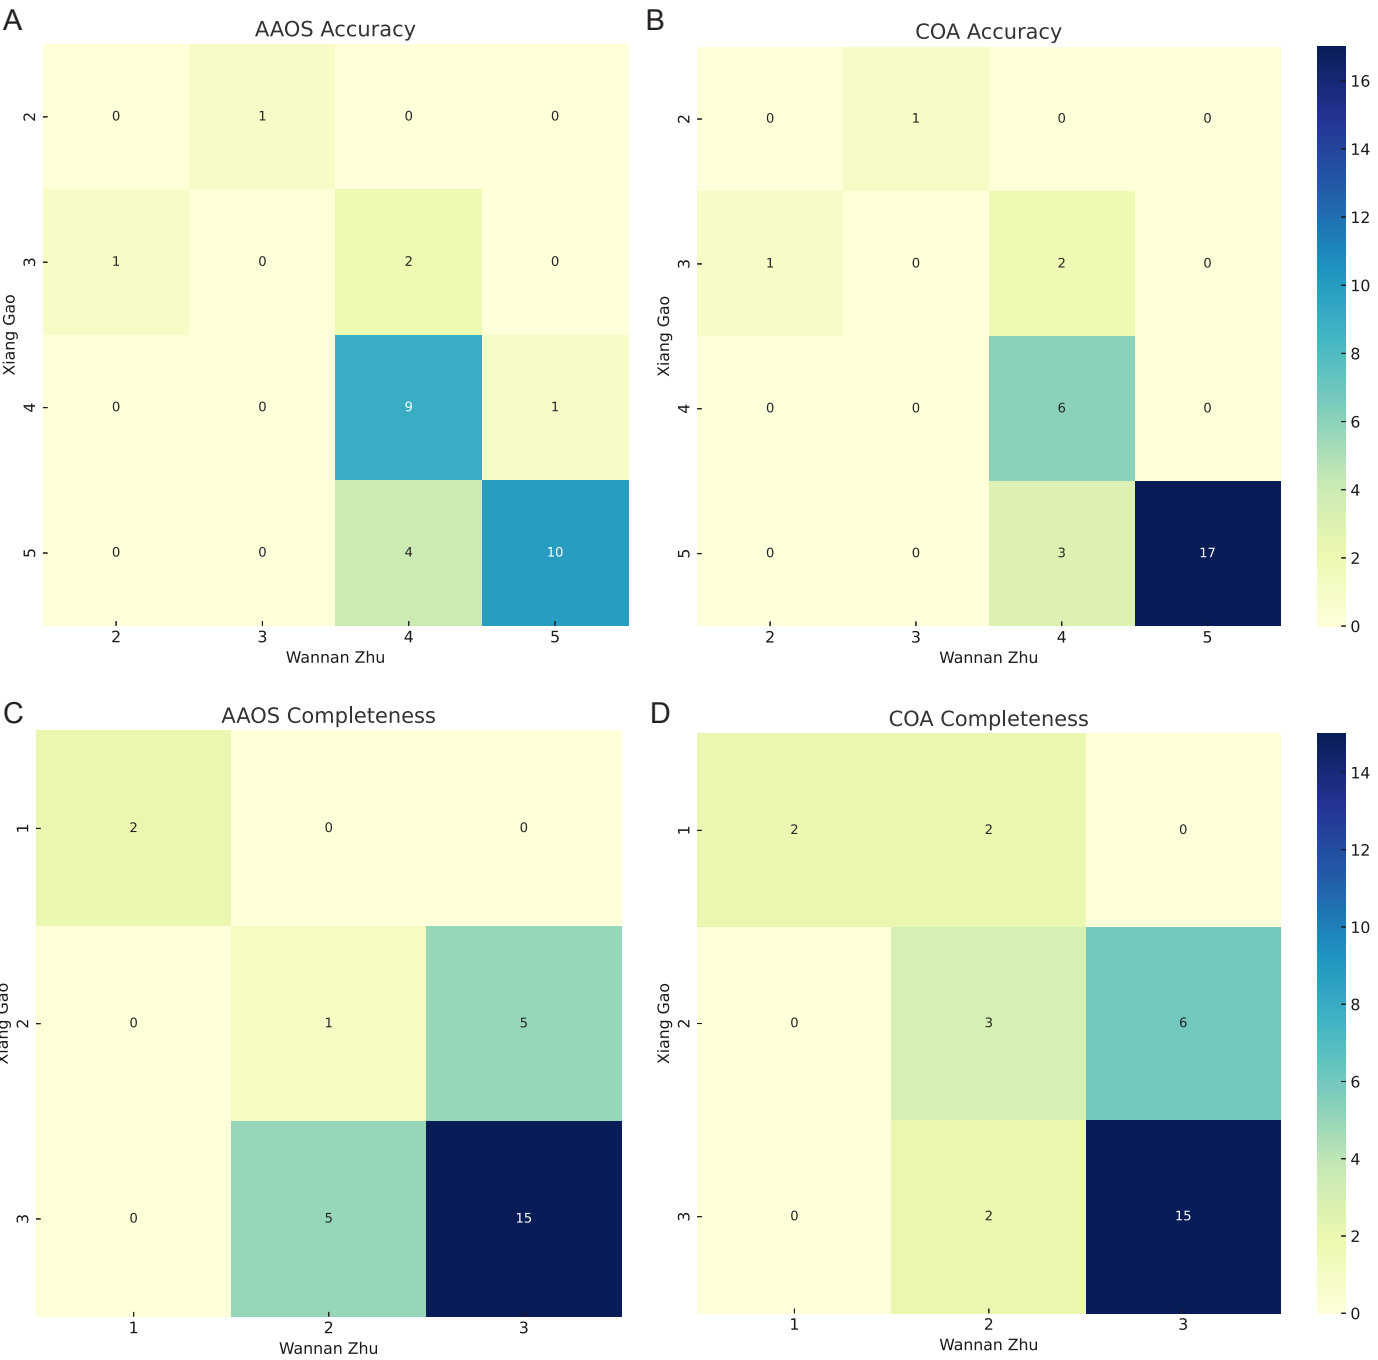 A
AAOS Accuracy
2
0 1 0 0
3
1 0 2 0
4
0 0 9 1
5
0 0 4 10
2 3 4 5
Xiang Gao
Wannan Zhu
B
COA Accuracy
2
0 1 0 0
3
1 0 2 0
4
0 0 6 0
5
0 0 3 17
2 3 4 5
Xiang Gao
Wannan Zhu
16
14
12
10
8
6
4
2
0
C
AAOS Completeness
1
2 0 0
2
0 1 5
3
0 5 15
1 2 3
Xiang Gao
Wannan Zhu
D
COA Completeness
1
2 2 0
2
0 3 6
3
0 2 15
1 2 3
Xiang Gao
Wannan Zhu
14
12
10
8
6
4
2
0